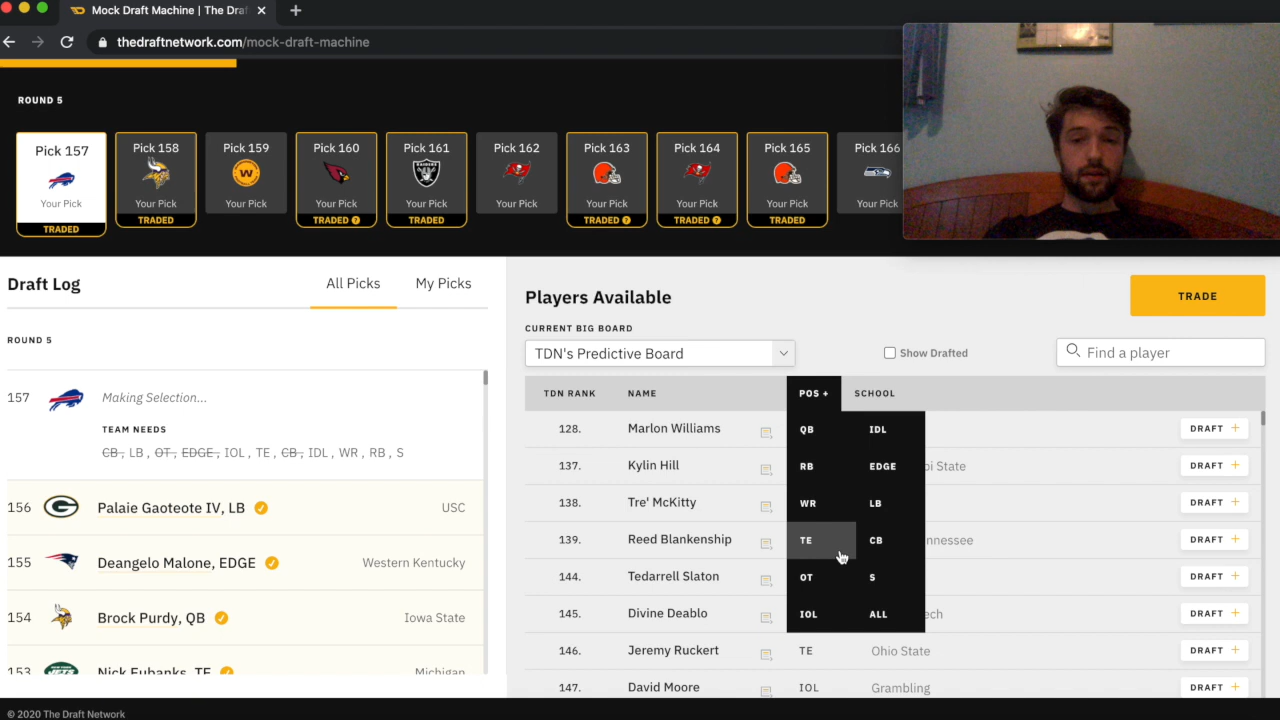 Mock Draft Machine | The Dra
thedraftnetwork.com/mock-draft-machine
ROUND 5
Pick 157
Your Pick
TRADED
Pick 158
Your Pick
TRADED
Pick 159
W
Your Pick
Pick 160
Your Pick
TRADED ?
Pick 161
RAIDERS
Your Pick
TRADED
Pick 162
Your Pick
Pick 163
Your Pick
TRADED ?
Pick 164
Your Pick
TRADED ?
Pick 165
Your Pick
TRADED
Pick 166
Your Pick
Draft Log
All Picks
My Picks
ROUND 5
157
Making Selection...
TEAM NEEDS
CB, LB, OT, EDGE, IOL, TE, CB, IDL, WR, RB, S
156 Palaie Gaoteote IV, LB USC
155 Deangelo Malone, EDGE Western Kentucky
154 Brock Purdy, QB Iowa State
153 Nick Eubanks, TE Michigan
Players Available
TRADE
CURRENT BIG BOARD
TDN's Predictive Board
Show Drafted
Find a player
TDN RANK NAME POS + SCHOOL
128. Marlon Williams DRAFT +
137. Kylin Hill pi State DRAFT +
138. Tre' McKitty DRAFT +
139. Reed Blankenship nnessee DRAFT +
144. Tedarrell Slaton DRAFT +
145. Divine Deablo ech DRAFT +
146. Jeremy Ruckert TE Ohio State DRAFT +
147. David Moore IOL Grambling DRAFT +
QB IDL
RB EDGE
WR LB
TE CB
OT S
IOL ALL
© 2020 The Draft Network